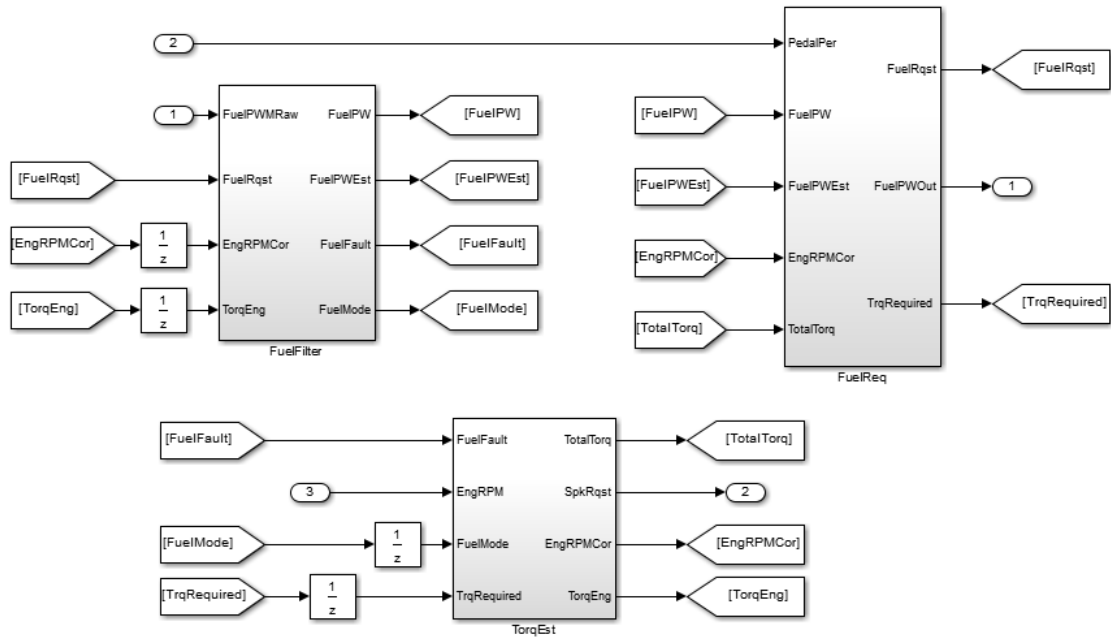 2
PedalPer
FuelRqst
[FuelRqst]
1
FuelPWMRaw
FuelPW
[FuelPW]
[FuelPW]
FuelPW
[FuelRqst]
FuelRqst
FuelPWEst
[FuelPWEst]
[FuelPWEst]
FuelPWEst
FuelPWOut
1
[EngRPMCor]
1
z
EngRPMCor
FuelFault
[FuelFault]
[EngRPMCor]
EngRPMCor
[TorqEng]
1
z
TorqEng
FuelMode
[FuelMode]
TrqRequired
[TrqRequired]
[TotalTorq]
TotalTorq
FuelFilter
FuelReq
[FuelFault]
FuelFault
TotalTorq
[TotalTorq]
3
EngRPM
SpkRqst
2
[FuelMode]
1
z
FuelMode
EngRPMCor
[EngRPMCor]
[TrqRequired]
1
z
TrqRequired
TorqEng
[TorqEng]
TorqEst